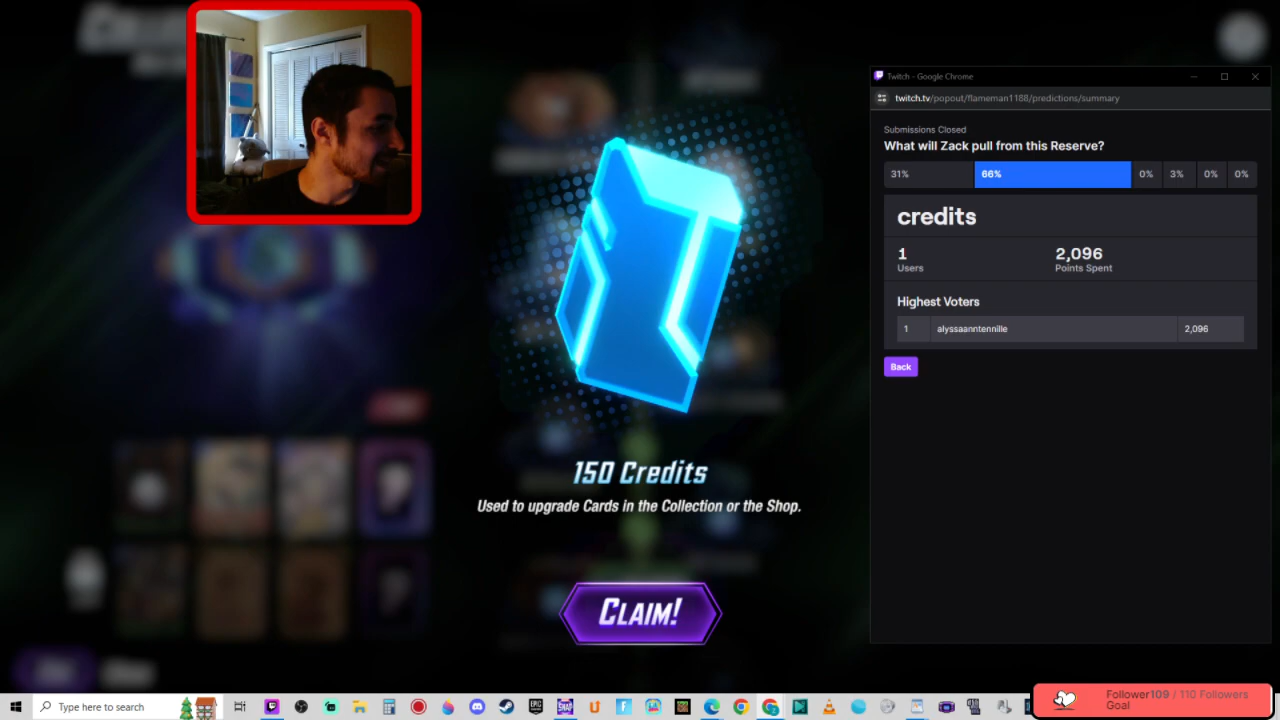 Twitch - Google Chrome
twitch.tv/popout/flameman1188/predictions/summary
Submissions Closed
What will Zack pull from this Reserve?
31% 66% 0% 3% 0% 0%
credits
1 2,096
Users Points Spent
Highest Voters
1 alyssaanntennille 2,096
Back
150 Credits
Used to upgrade Cards in the Collection or the Shop.
CLAIM!
Type here to search
SNAP
Follower109 / 110 Followers
Goal